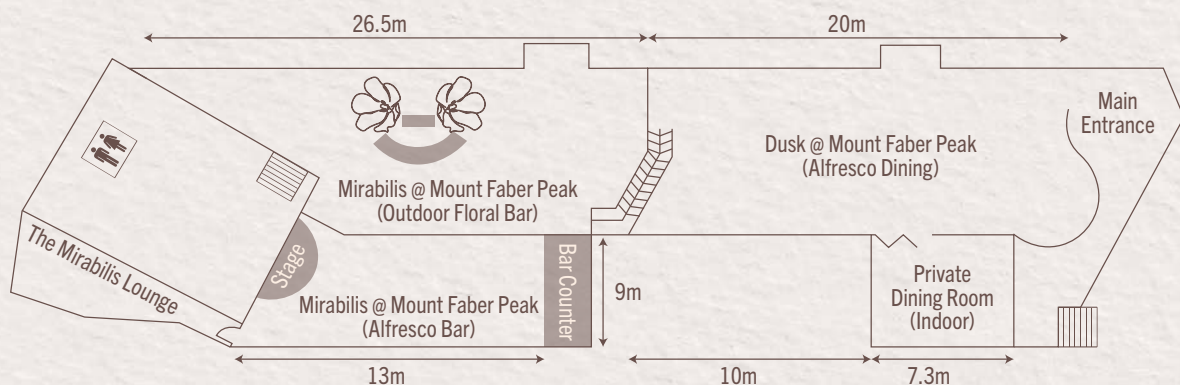 26.5m
20m
Main
Entrance
Dusk @ Mount Faber Peak
(Alfresco Dining)
Mirabilis @ Mount Faber Peak
(Outdoor Floral Bar)
The Mirabilis Lounge
Stage
Mirabilis @ Mount Faber Peak
(Alfresco Bar)
Bar Counter
9m
Private
Dining Room
(Indoor)
13m
10m
7.3m